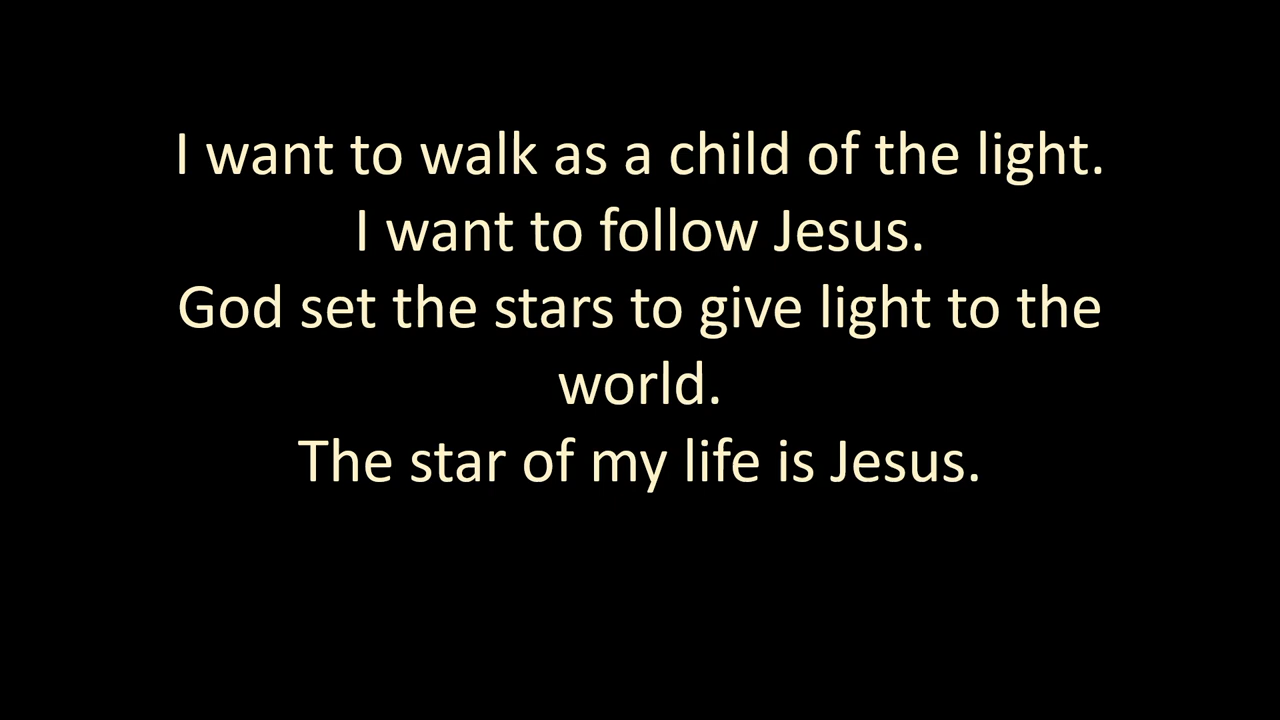 I want to walk as a child of the light.
I want to follow Jesus.
God set the stars to give light to the
world.
The star of my life is Jesus.